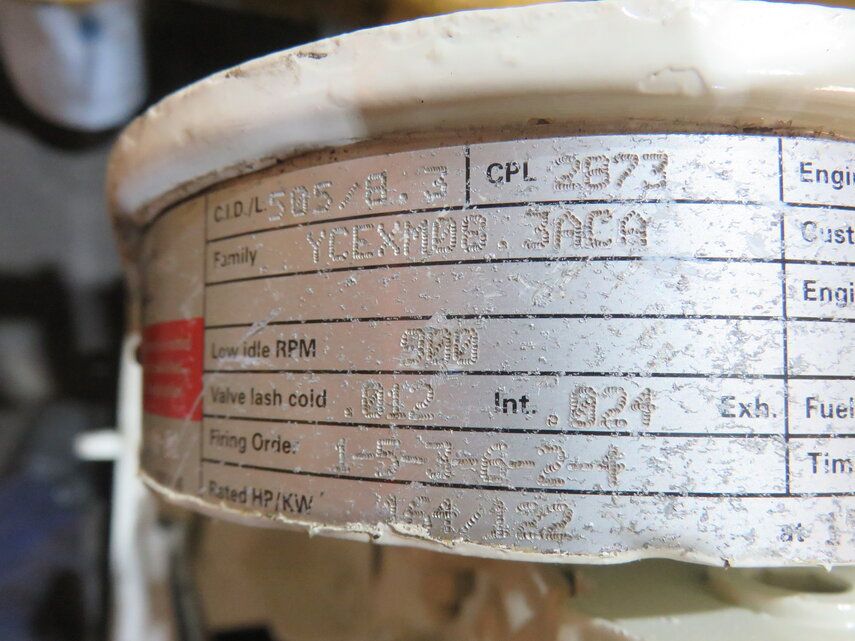 C.I.D./L. 505/8.3 CPL 2873 Engi
Family YCEXM08.3ACA Cust
Engi
Low idle RPM 900
Valve lash cold .012 Int. .024 Exh. Fuel
Firing Order 1-5-3-6-2-4 Tim
Rated HP/KW 164/122 at